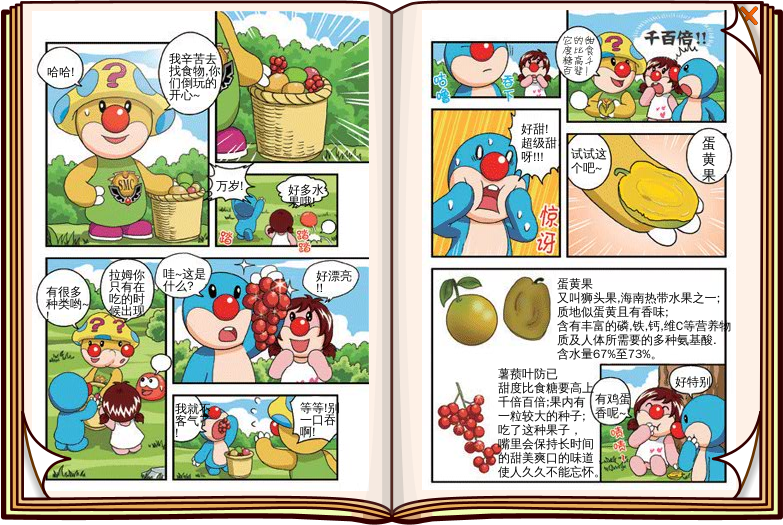 哈哈!
我辛苦去
找食物,你
们倒玩的
开心~
?
SMC
万岁!
好多水
果哦!
踏
踏
踏
有很多
种类哟~
!
拉姆你
只有在
吃的时
候出现
??
哇~这是
什么?
好漂亮
!!
我就不
客气了
!
等等!别
一口吞
啊!
咕噜
吞下
它的甜
的比食
度高斗
糖辈!
百
千百倍!!
?
好甜!
超级甜
呀!!!
惊讶
试试这
个吧~
蛋黄果
蛋黄果
又叫狮头果,海南热带水果之一;
质地似蛋黄且有香味;
含有丰富的磷,铁,钙,维C等营养物
质及人体所需要的多种氨基酸.
含水量67%至73%。
薯蓣叶防已
甜度比食糖要高上
千倍百倍;果内有
一粒较大的种子;
吃了这种果子，
嘴里会保持长时间
的甜美爽口的味道
使人久久不能忘怀。
有鸡蛋
香呢~
好特别